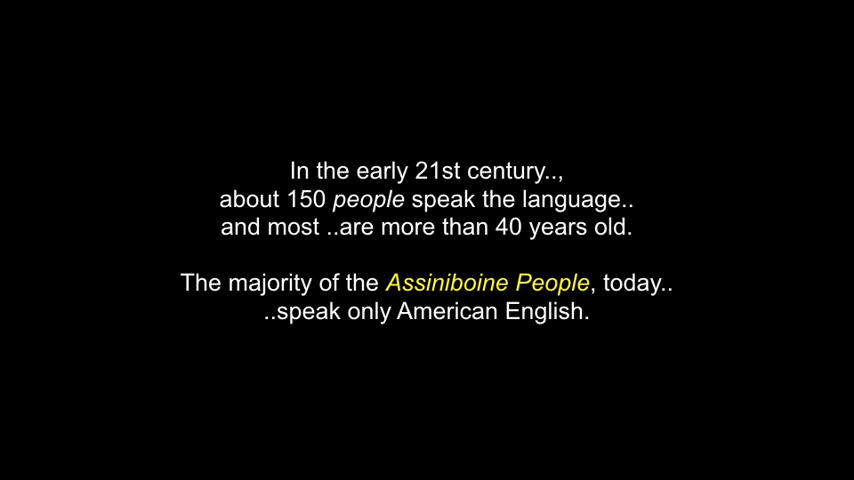 In the early 21st century..,
about 150 people speak the language..
and most ..are more than 40 years old.
The majority of the Assiniboine People, today..
..speak only American English.